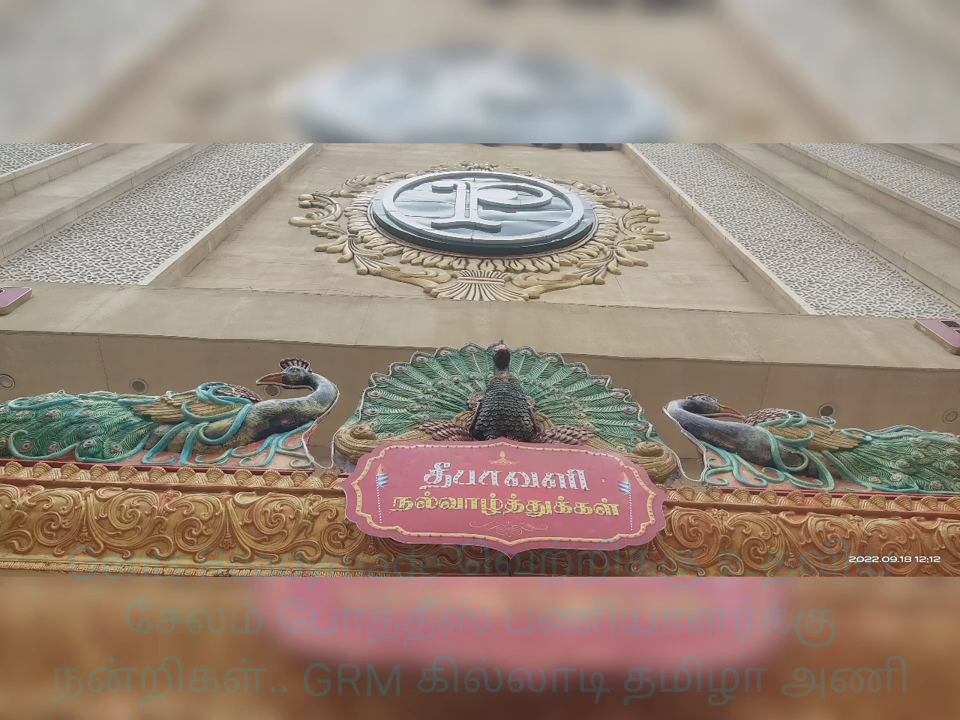 P
தீபாவளி
நல்வாழ்த்துக்கள்
2022.09.18 12:12
சேலம் போத்தீஸ் பணியாளர்க்கு
நன்றிகள்.. GRM கில்லாடி தமிழா அணி